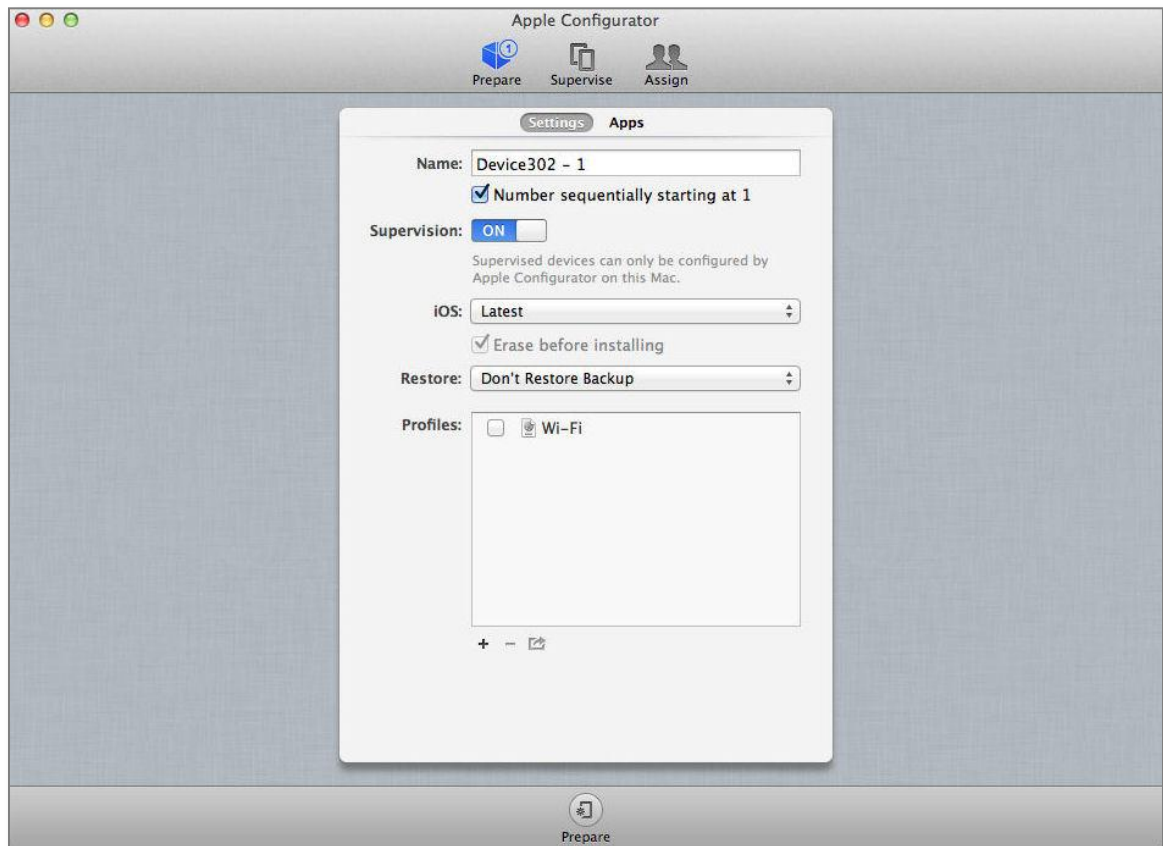 Apple Configurator
1
Prepare Supervise Assign
Settings Apps
Name: Device302 – 1
Number sequentially starting at 1
Supervision: ON
Supervised devices can only be configured by
Apple Configurator on this Mac.
iOS: Latest
Erase before installing
Restore: Don't Restore Backup
Profiles: Wi–Fi
+ –
Prepare